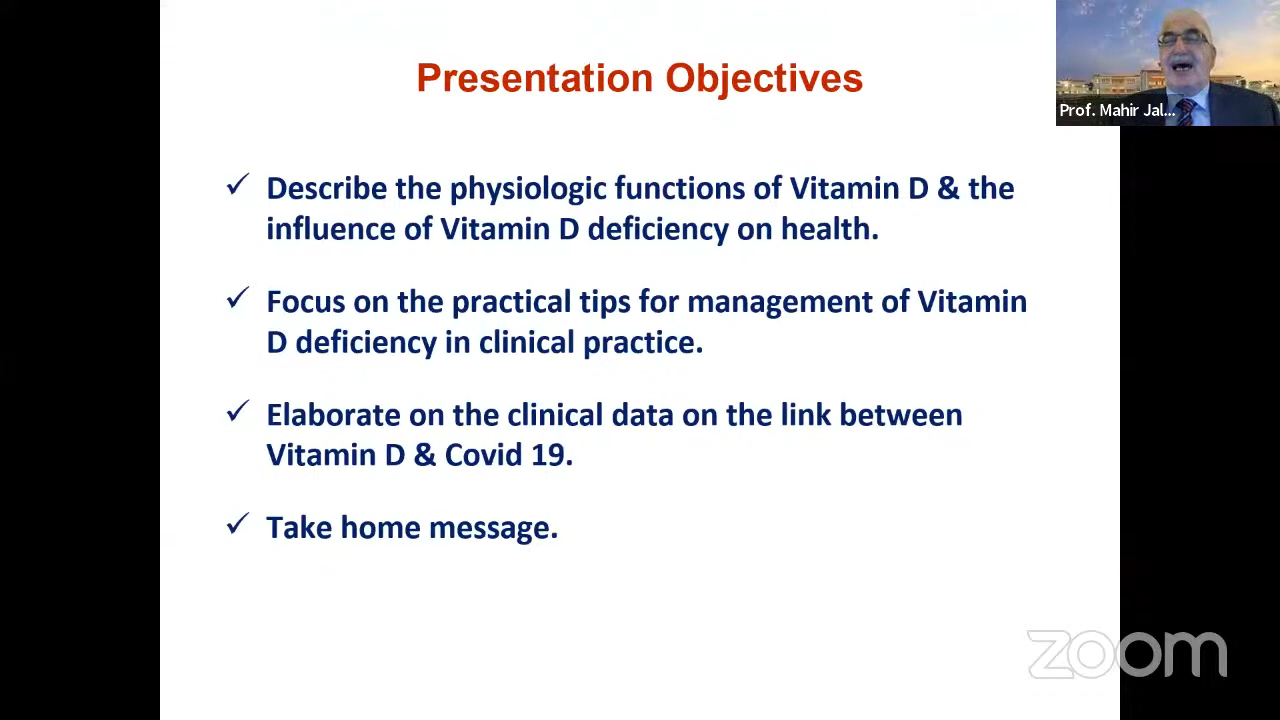 Presentation Objectives
Prof. Mahir Jal...
✓ Describe the physiologic functions of Vitamin D & the
influence of Vitamin D deficiency on health.
✓ Focus on the practical tips for management of Vitamin
D deficiency in clinical practice.
✓ Elaborate on the clinical data on the link between
Vitamin D & Covid 19.
✓ Take home message.
zoom